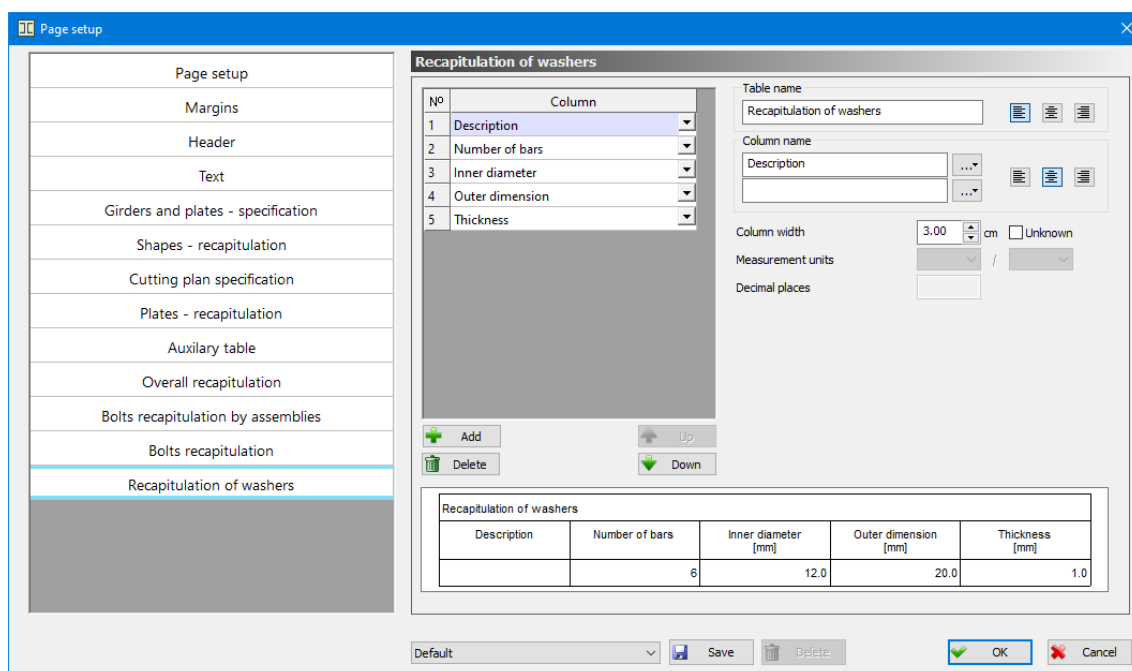 Page setup
Page setup
Margins
Header
Text
Girders and plates - specification
Shapes - recapitulation
Cutting plan specification
Plates - recapitulation
Auxilary table
Overall recapitulation
Bolts recapitulation by assemblies
Bolts recapitulation
Recapitulation of washers
Recapitulation of washers
Nº Column
1 Description
2 Number of bars
3 Inner diameter
4 Outer dimension
5 Thickness
Add Up
Delete Down
Table name
Recapitulation of washers
Column name
Description ...
...
Column width 3.00 cm Unknown
Measurement units /
Decimal places
Recapitulation of washers
Description Number of bars Inner diameter Outer dimension Thickness
[mm] [mm] [mm]
6 12.0 20.0 1.0
Default Save Delete OK Cancel